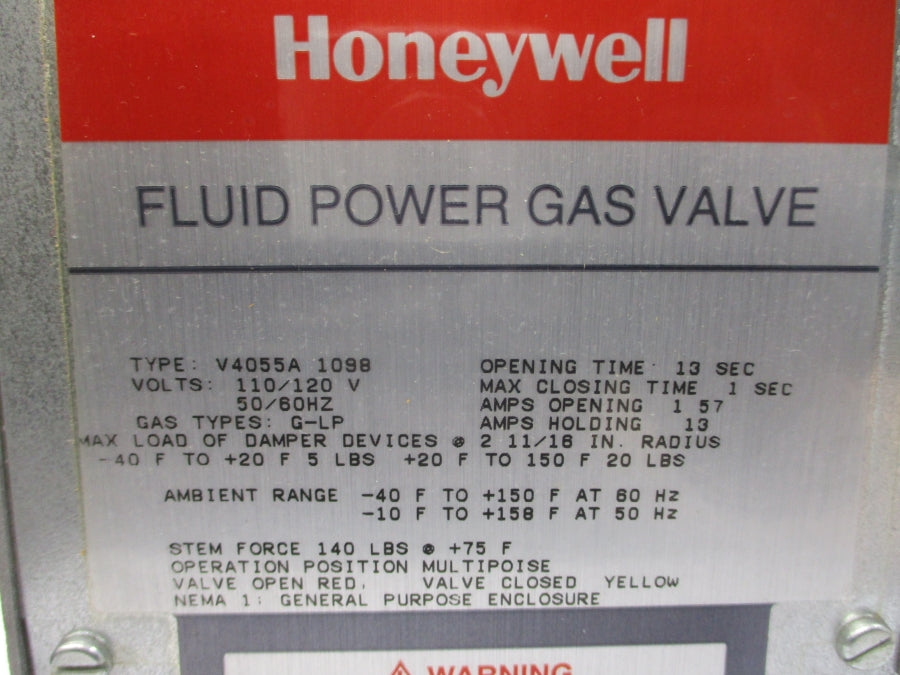 Honeywell
FLUID POWER GAS VALVE
TYPE: V4055A 1098 OPENING TIME 13 SEC
VOLTS: 110/120 V MAX CLOSING TIME 1 SEC
50/60HZ AMPS OPENING 1 57
GAS TYPES: G-LP AMPS HOLDING 13
MAX LOAD OF DAMPER DEVICES @ 2 11/16 IN. RADIUS
-40 F TO +20 F 5 LBS +20 F TO 150 F 20 LBS
AMBIENT RANGE -40 F TO +150 F AT 60 Hz
-10 F TO +158 F AT 50 Hz
STEM FORCE 140 LBS @ +75 F
OPERATION POSITION MULTIPOISE
VALVE OPEN RED, VALVE CLOSED YELLOW
NEMA 1: GENERAL PURPOSE ENCLOSURE
WARNING